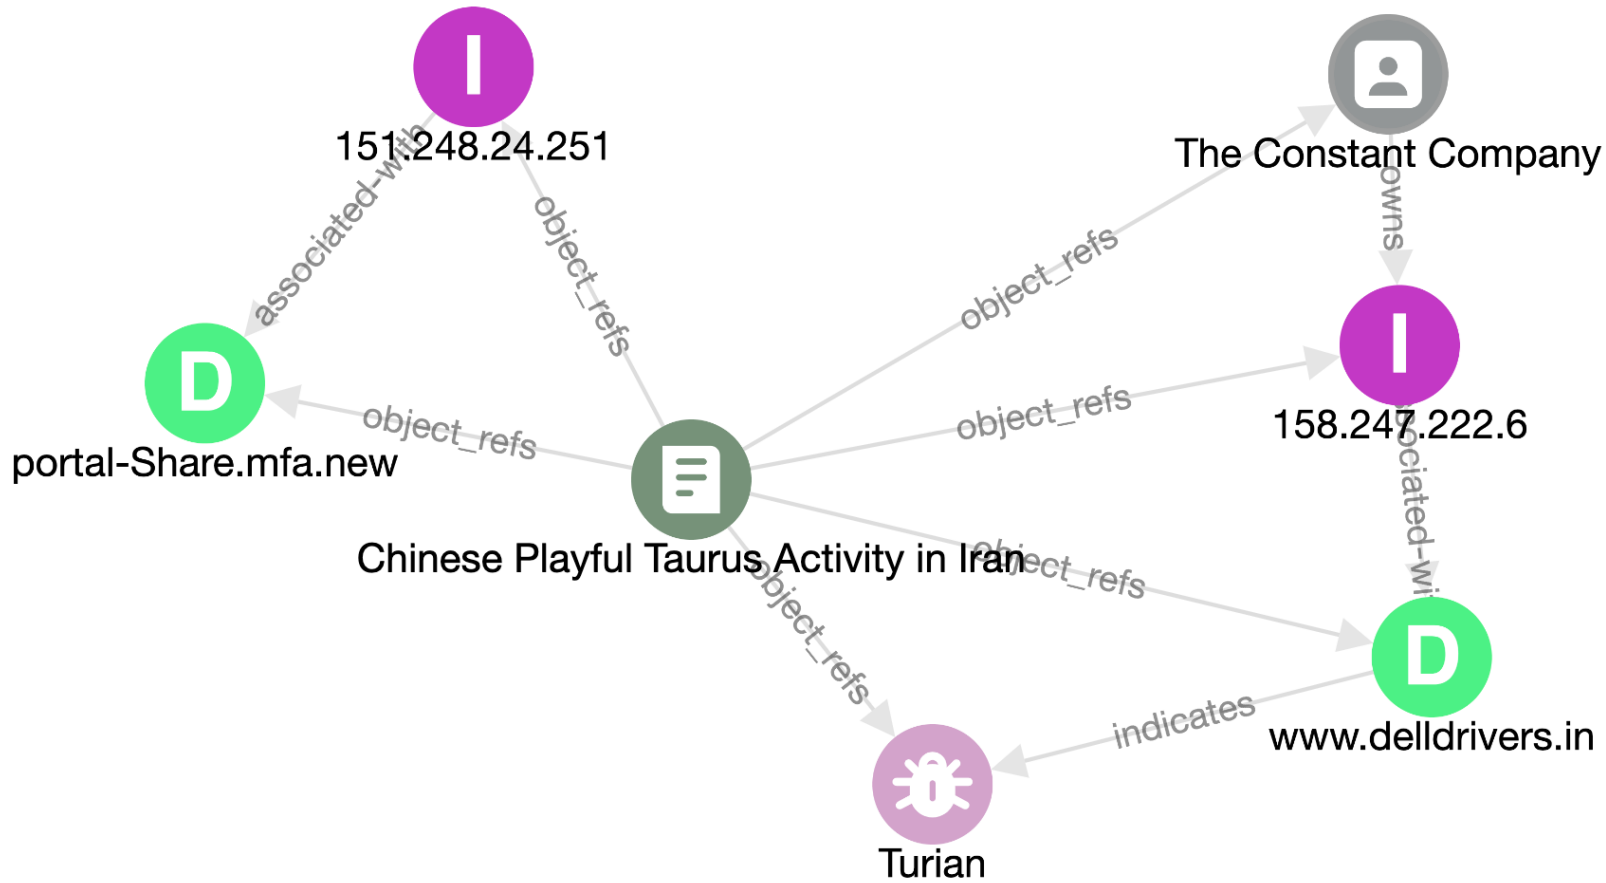 I
151.248.24.251
The Constant Company
associated-with
object_refs
owns
object_refs
D
portal-Share.mfa.new
object_refs
object_refs
I
158.247.222.6
Chinese Playful Taurus Activity in Iran
object_refs
object_refs
D
www.delldrivers.in
indicates
Turian